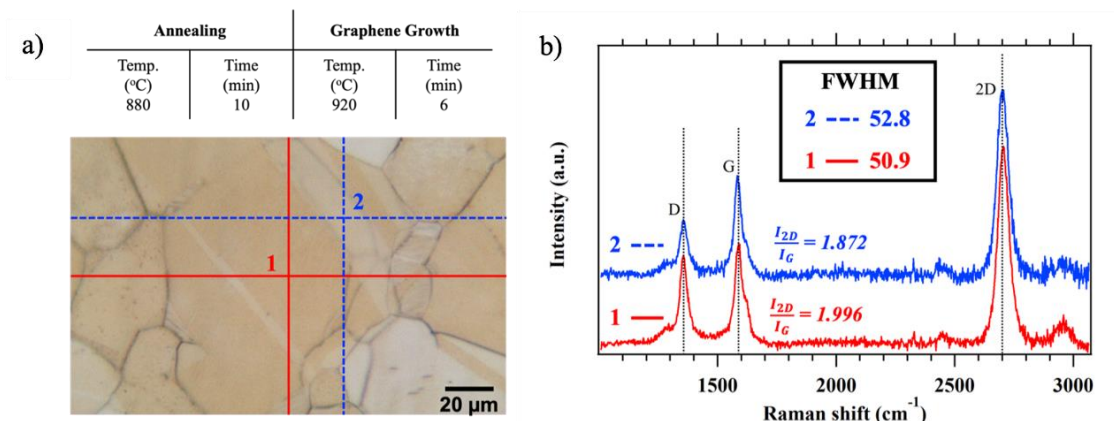 a)
Annealing Graphene Growth
Temp. Time Temp. Time
(°C) (min) (°C) (min)
880 10 920 6
2
1
20 µm
b)
FWHM
2 52.8
1 50.9
2D
G
D
2
I2D/IG = 1.872
1
I2D/IG = 1.996
Intensity (a.u.)
1500 2000 2500 3000
Raman shift (cm-1)